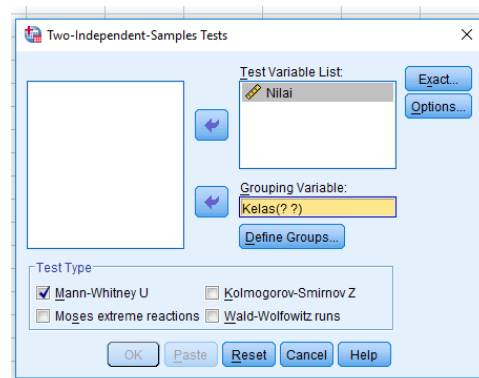 Two-Independent-Samples Tests
Test Variable List:
Nilai
Exact...
Options...
Grouping Variable:
Kelas(? ?)
Define Groups...
Test Type
Mann-Whitney U
Kolmogorov-Smirnov Z
Moses extreme reactions
Wald-Wolfowitz runs
OK
Paste
Reset
Cancel
Help